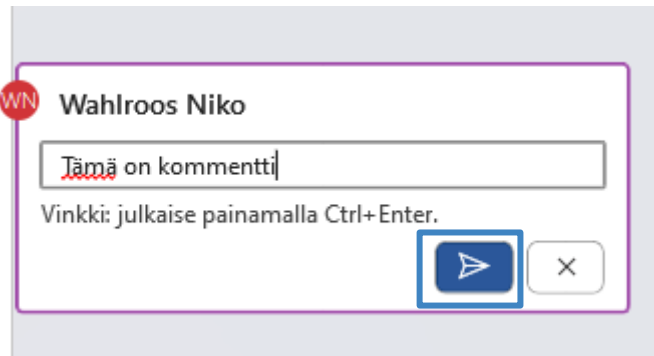 WN
Wahlroos Niko
Tämä on kommentti
Vinkki: julkaise painamalla Ctrl+Enter.